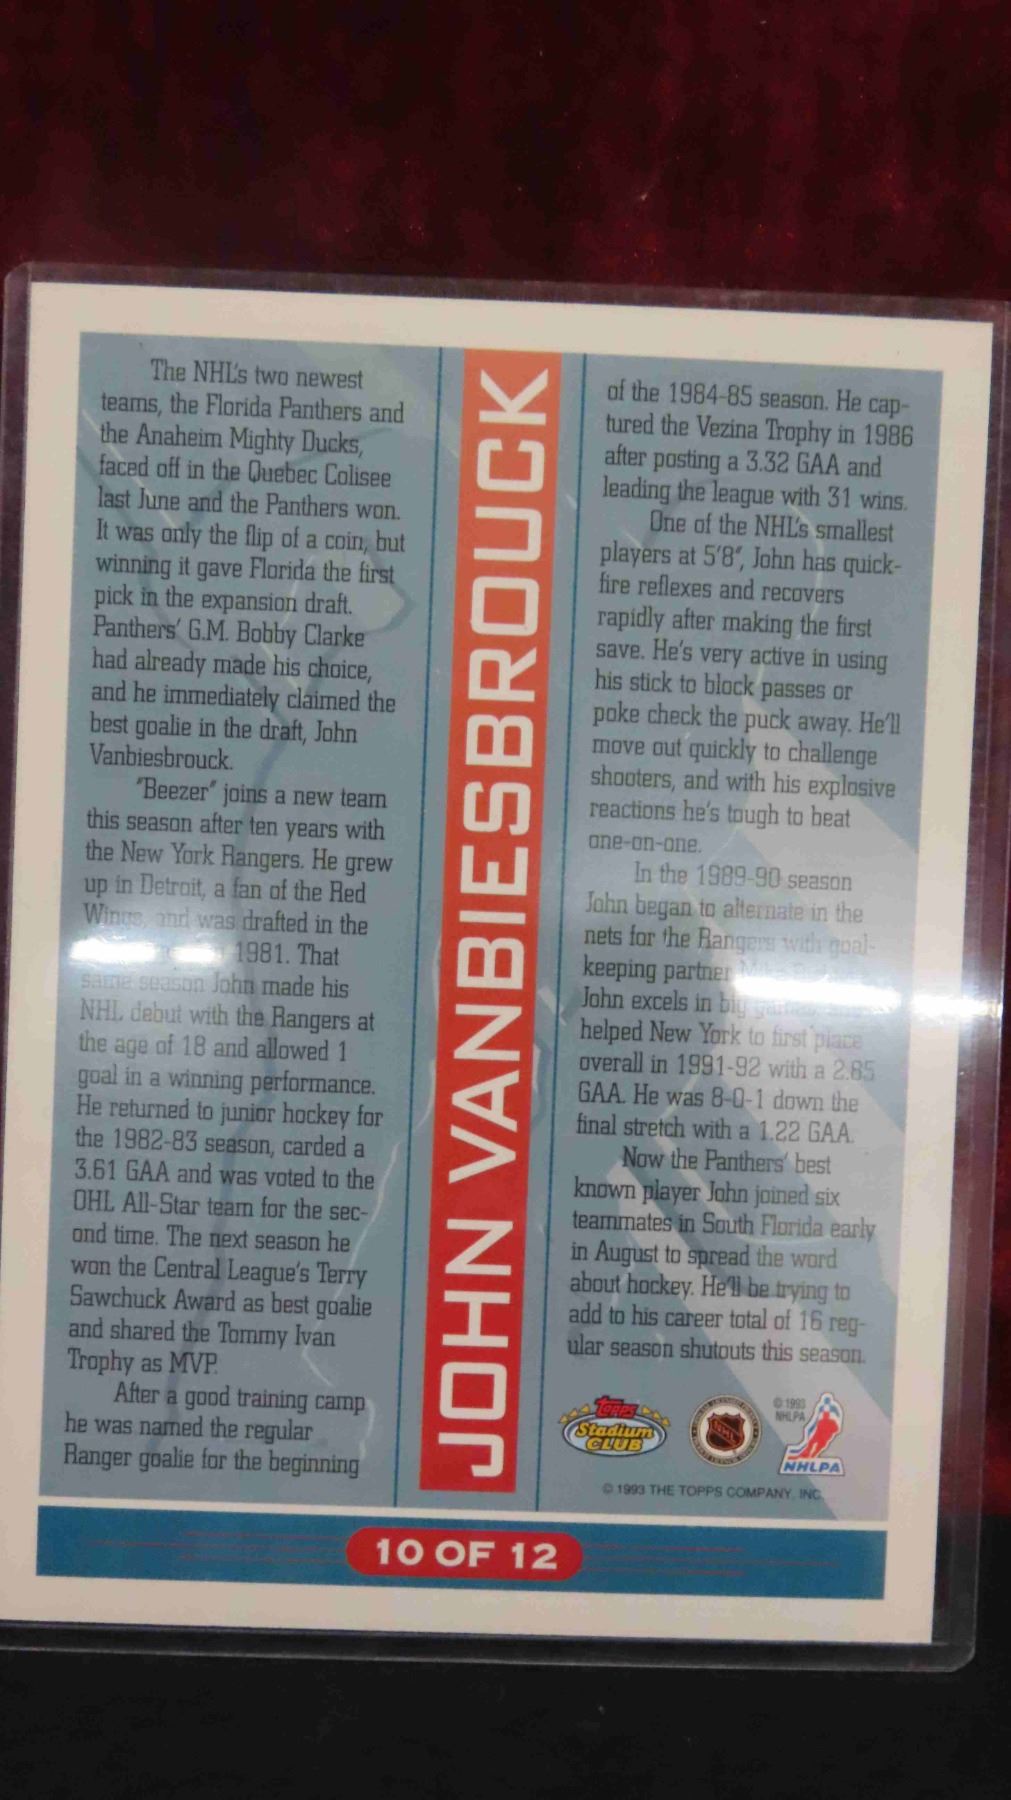 The NHL's two newest
teams, the Florida Panthers and
the Anaheim Mighty Ducks,
faced off in the Quebec Colisee
last June and the Panthers won.
It was only the flip of a coin, but
winning it gave Florida the first
pick in the expansion draft.
Panthers' G.M. Bobby Clarke
had already made his choice,
and he immediately claimed the
best goalie in the draft, John
Vanbiesbrouck.
"Beezer" joins a new team
this season after ten years with
the New York Rangers. He grew
up in Detroit, a fan of the Red
Wings, and was drafted in the
1981. That
same season John made his
NHL debut with the Rangers at
the age of 18 and allowed 1
goal in a winning performance.
He returned to junior hockey for
the 1982-83 season, carded a
3.61 GAA and was voted to the
OHL All-Star team for the sec-
ond time. The next season he
won the Central League's Terry
Sawchuck Award as best goalie
and shared the Tommy Ivan
Trophy as MVP.
After a good training camp
he was named the regular
Ranger goalie for the beginning
JOHN VANBIESBROUCK
of the 1984-85 season. He cap-
tured the Vezina Trophy in 1986
after posting a 3.32 GAA and
leading the league with 31 wins.
One of the NHL's smallest
players at 5'8", John has quick-
fire reflexes and recovers
rapidly after making the first
save. He's very active in using
his stick to block passes or
poke check the puck away. He'll
move out quickly to challenge
shooters, and with his explosive
reactions he's tough to beat
one-on-one.
In the 1989-90 season
John began to alternate in the
nets for the Rangers with goal-
keeping partner
John excels in big
helped New York to first place
overall in 1991-92 with a 2.85
GAA. He was 8-0-1 down the
final stretch with a 1.22 GAA.
Now the Panthers' best
known player John joined six
teammates in South Florida early
in August to spread the word
about hockey. He'll be trying to
add to his career total of 16 reg-
ular season shutouts this season.
Topps
Stadium
CLUB
NHL
© 1993
NHLPA
NHLPA
© 1993 THE TOPPS COMPANY, INC.
10 OF 12